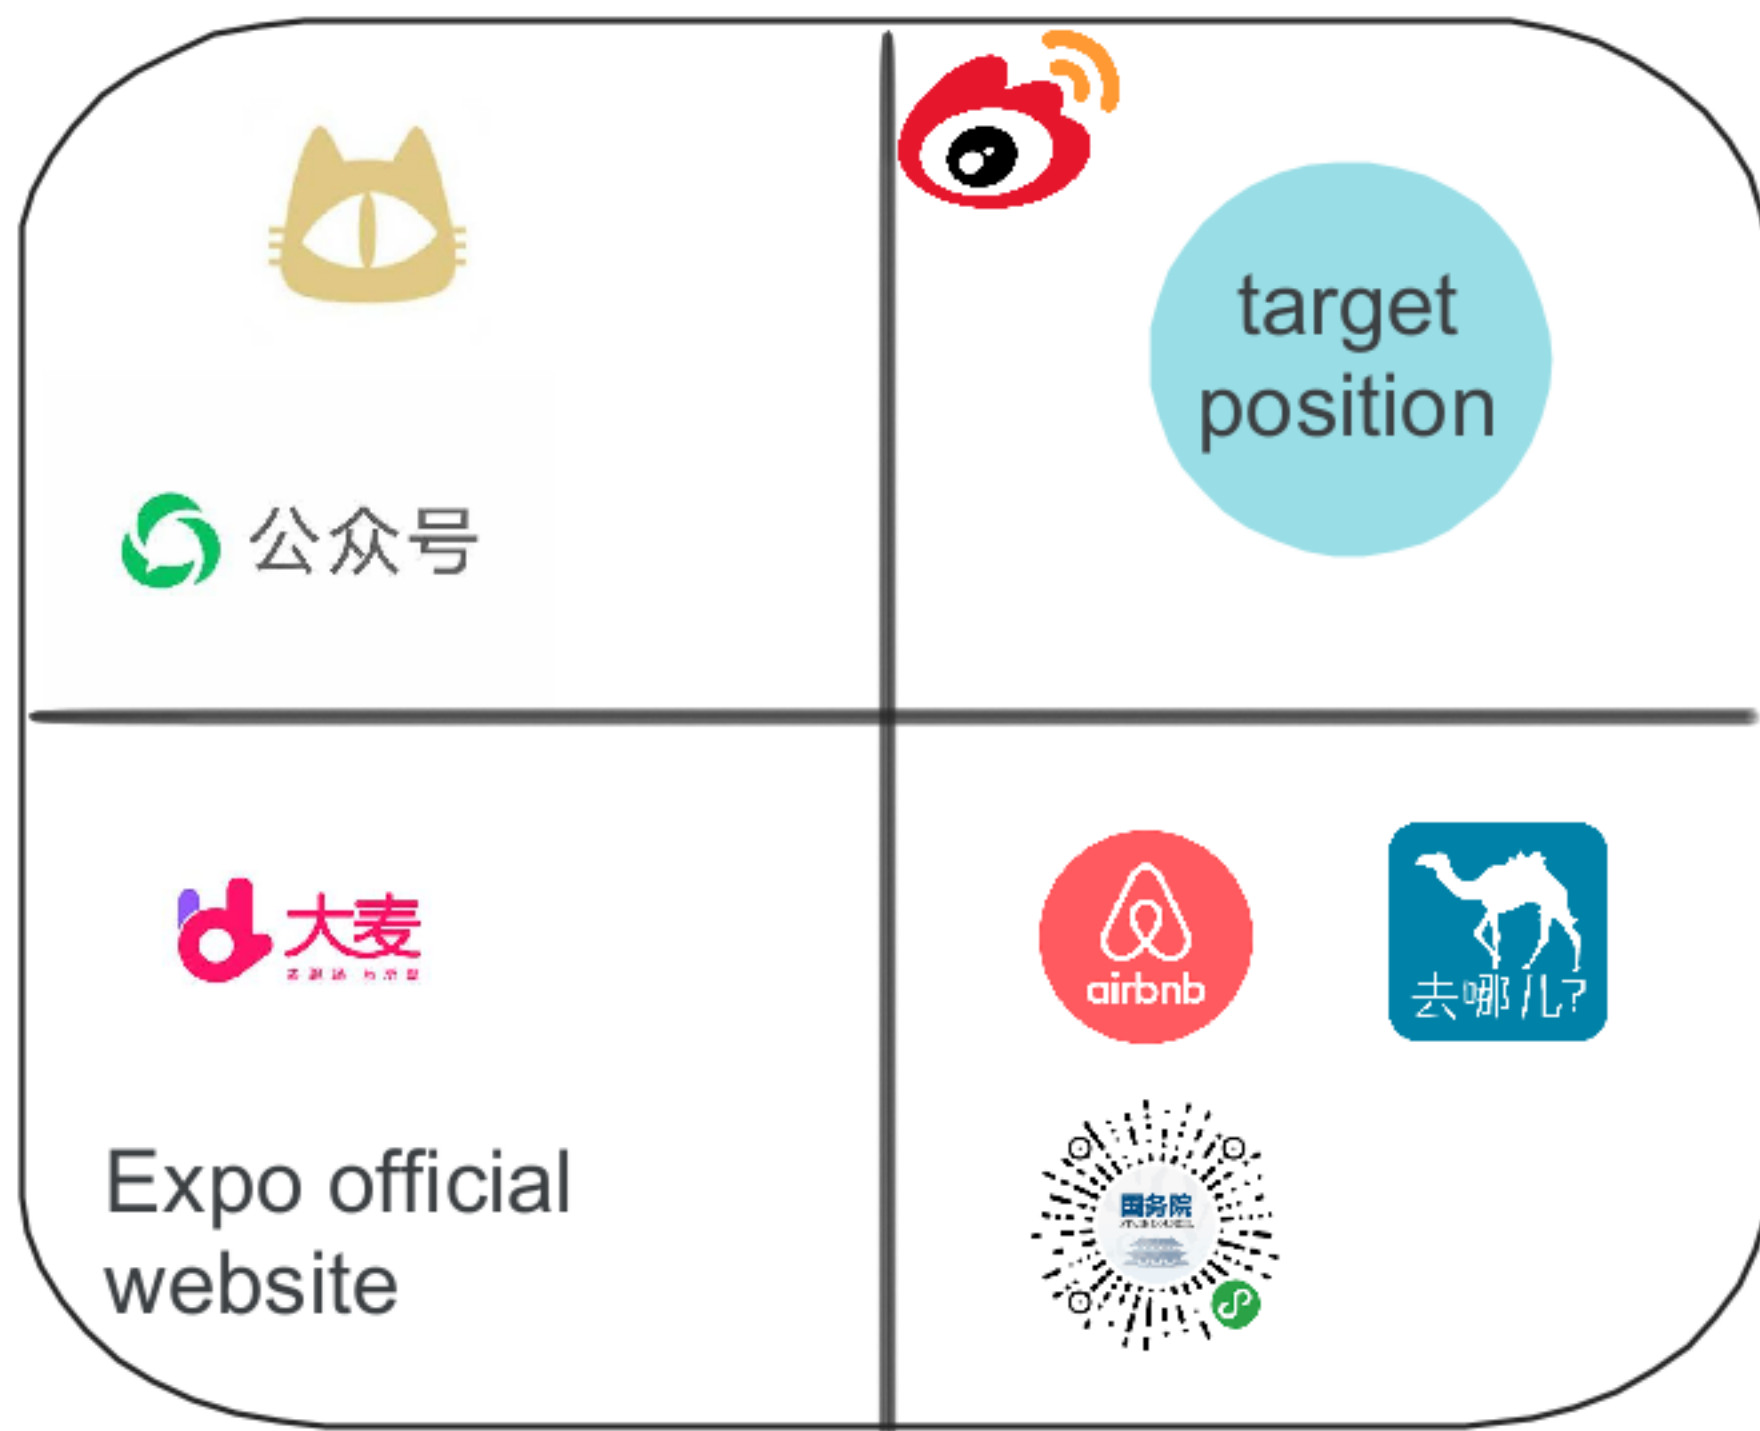 target
position
公众号
大麦
airbnb
去哪儿?
Expo official
website
国务院